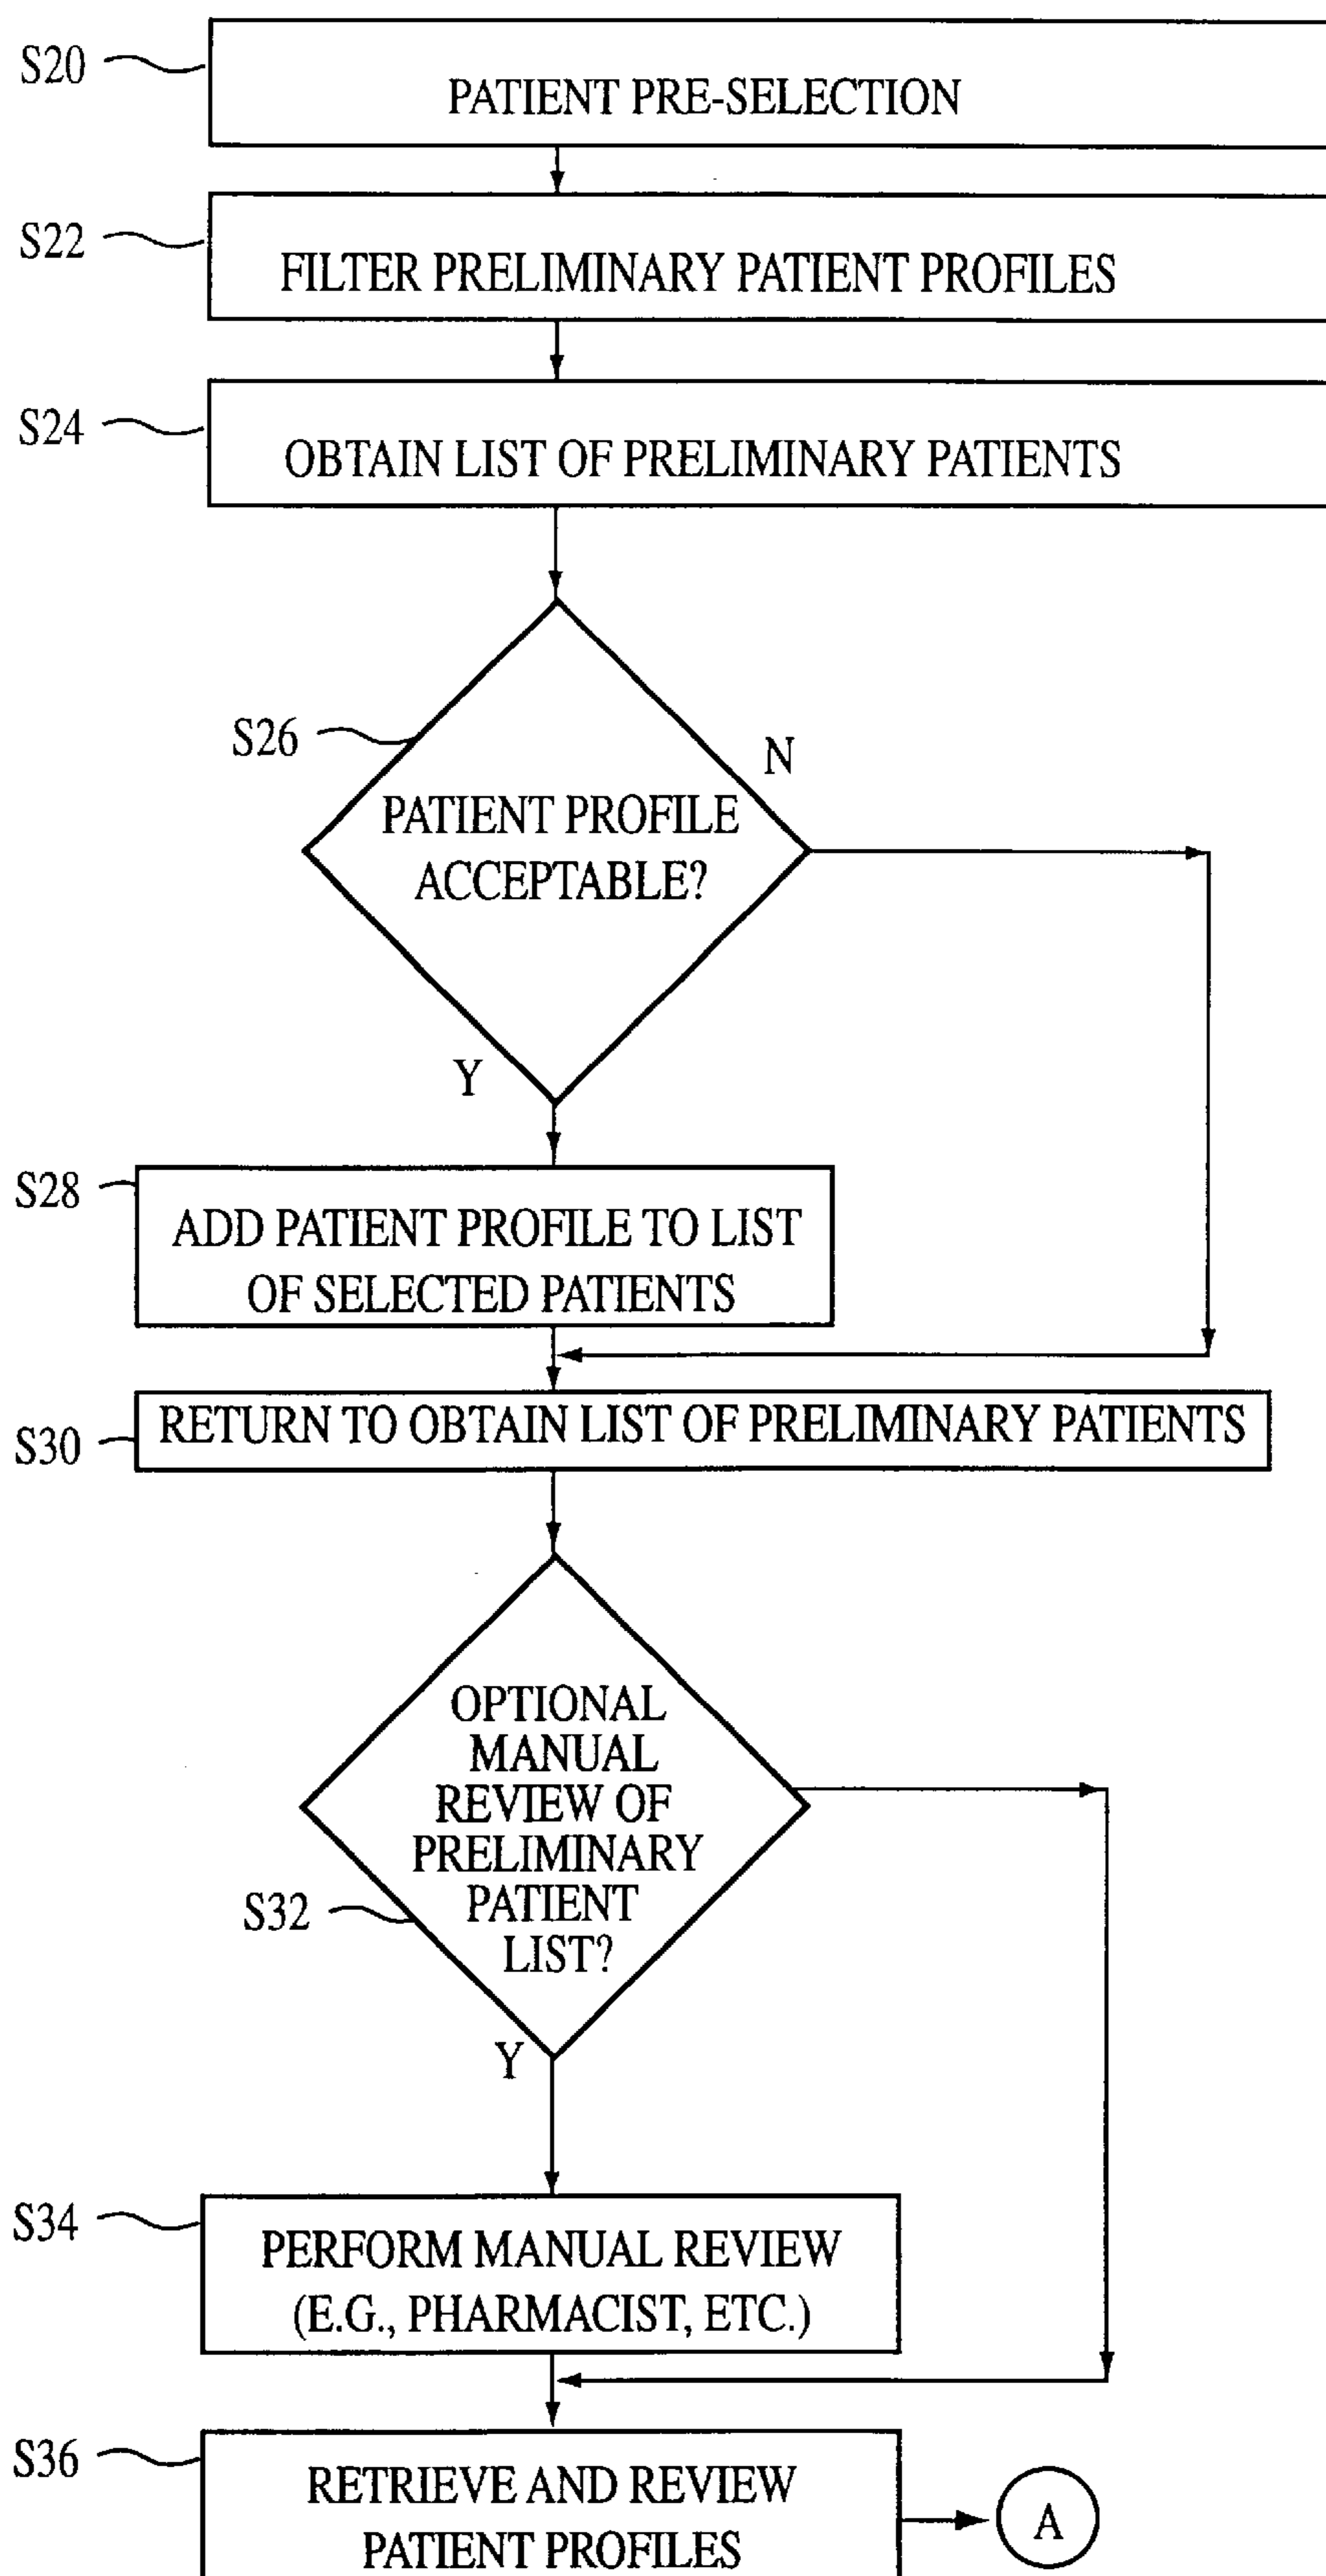 S20
PATIENT PRE-SELECTION
S22
FILTER PRELIMINARY PATIENT PROFILES
S24
OBTAIN LIST OF PRELIMINARY PATIENTS
S26
N
PATIENT PROFILE
ACCEPTABLE?
Y
S28
ADD PATIENT PROFILE TO LIST
OF SELECTED PATIENTS
S30
RETURN TO OBTAIN LIST OF PRELIMINARY PATIENTS
OPTIONAL
MANUAL
REVIEW OF
PRELIMINARY
PATIENT
LIST?
S32
Y
S34
PERFORM MANUAL REVIEW
(E.G., PHARMACIST, ETC.)
S36
RETRIEVE AND REVIEW
PATIENT PROFILES
A